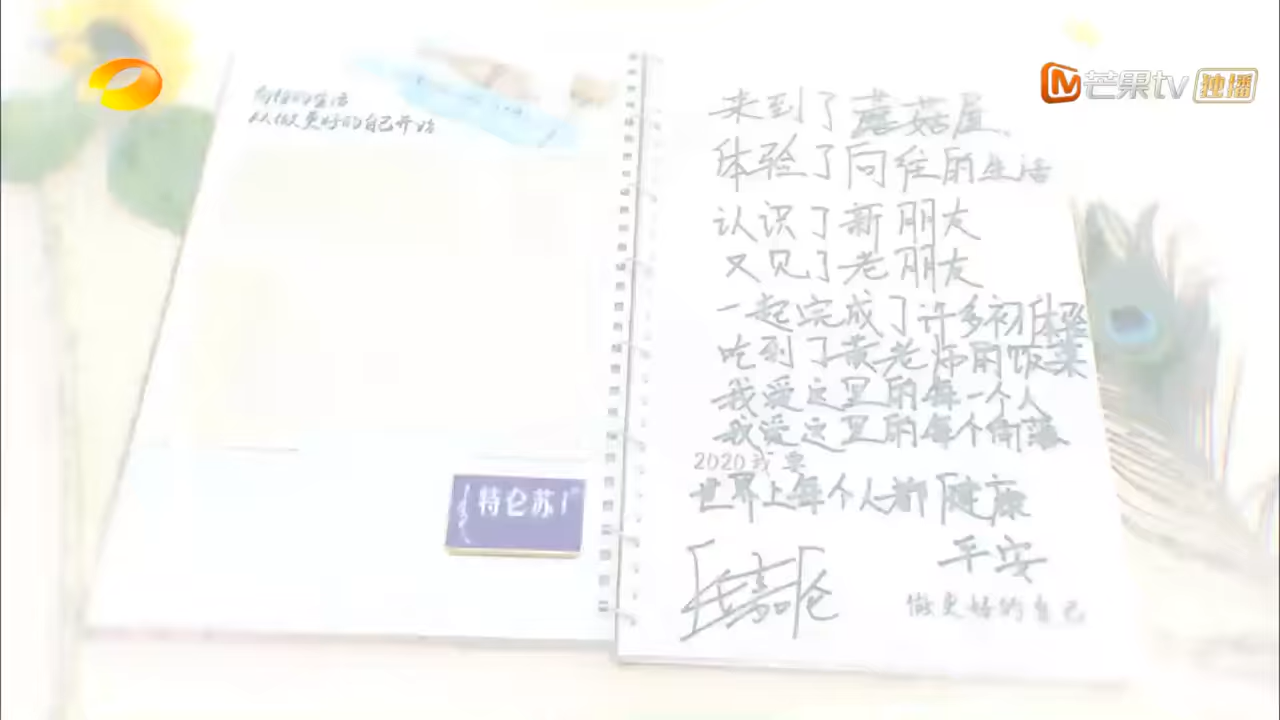 芒果tv 独播
向往的生活
从做更好的自己开始
特仑苏
来到了蘑菇屋、
体验了向往的生活
认识了新朋友
又见了老朋友
一起完成了许多初体验
吃到了黄老师的饭菜
我爱这里的每一个人
我爱这里的每个角落
2020我要
世界上每个人都健康
平安
做更好的自己